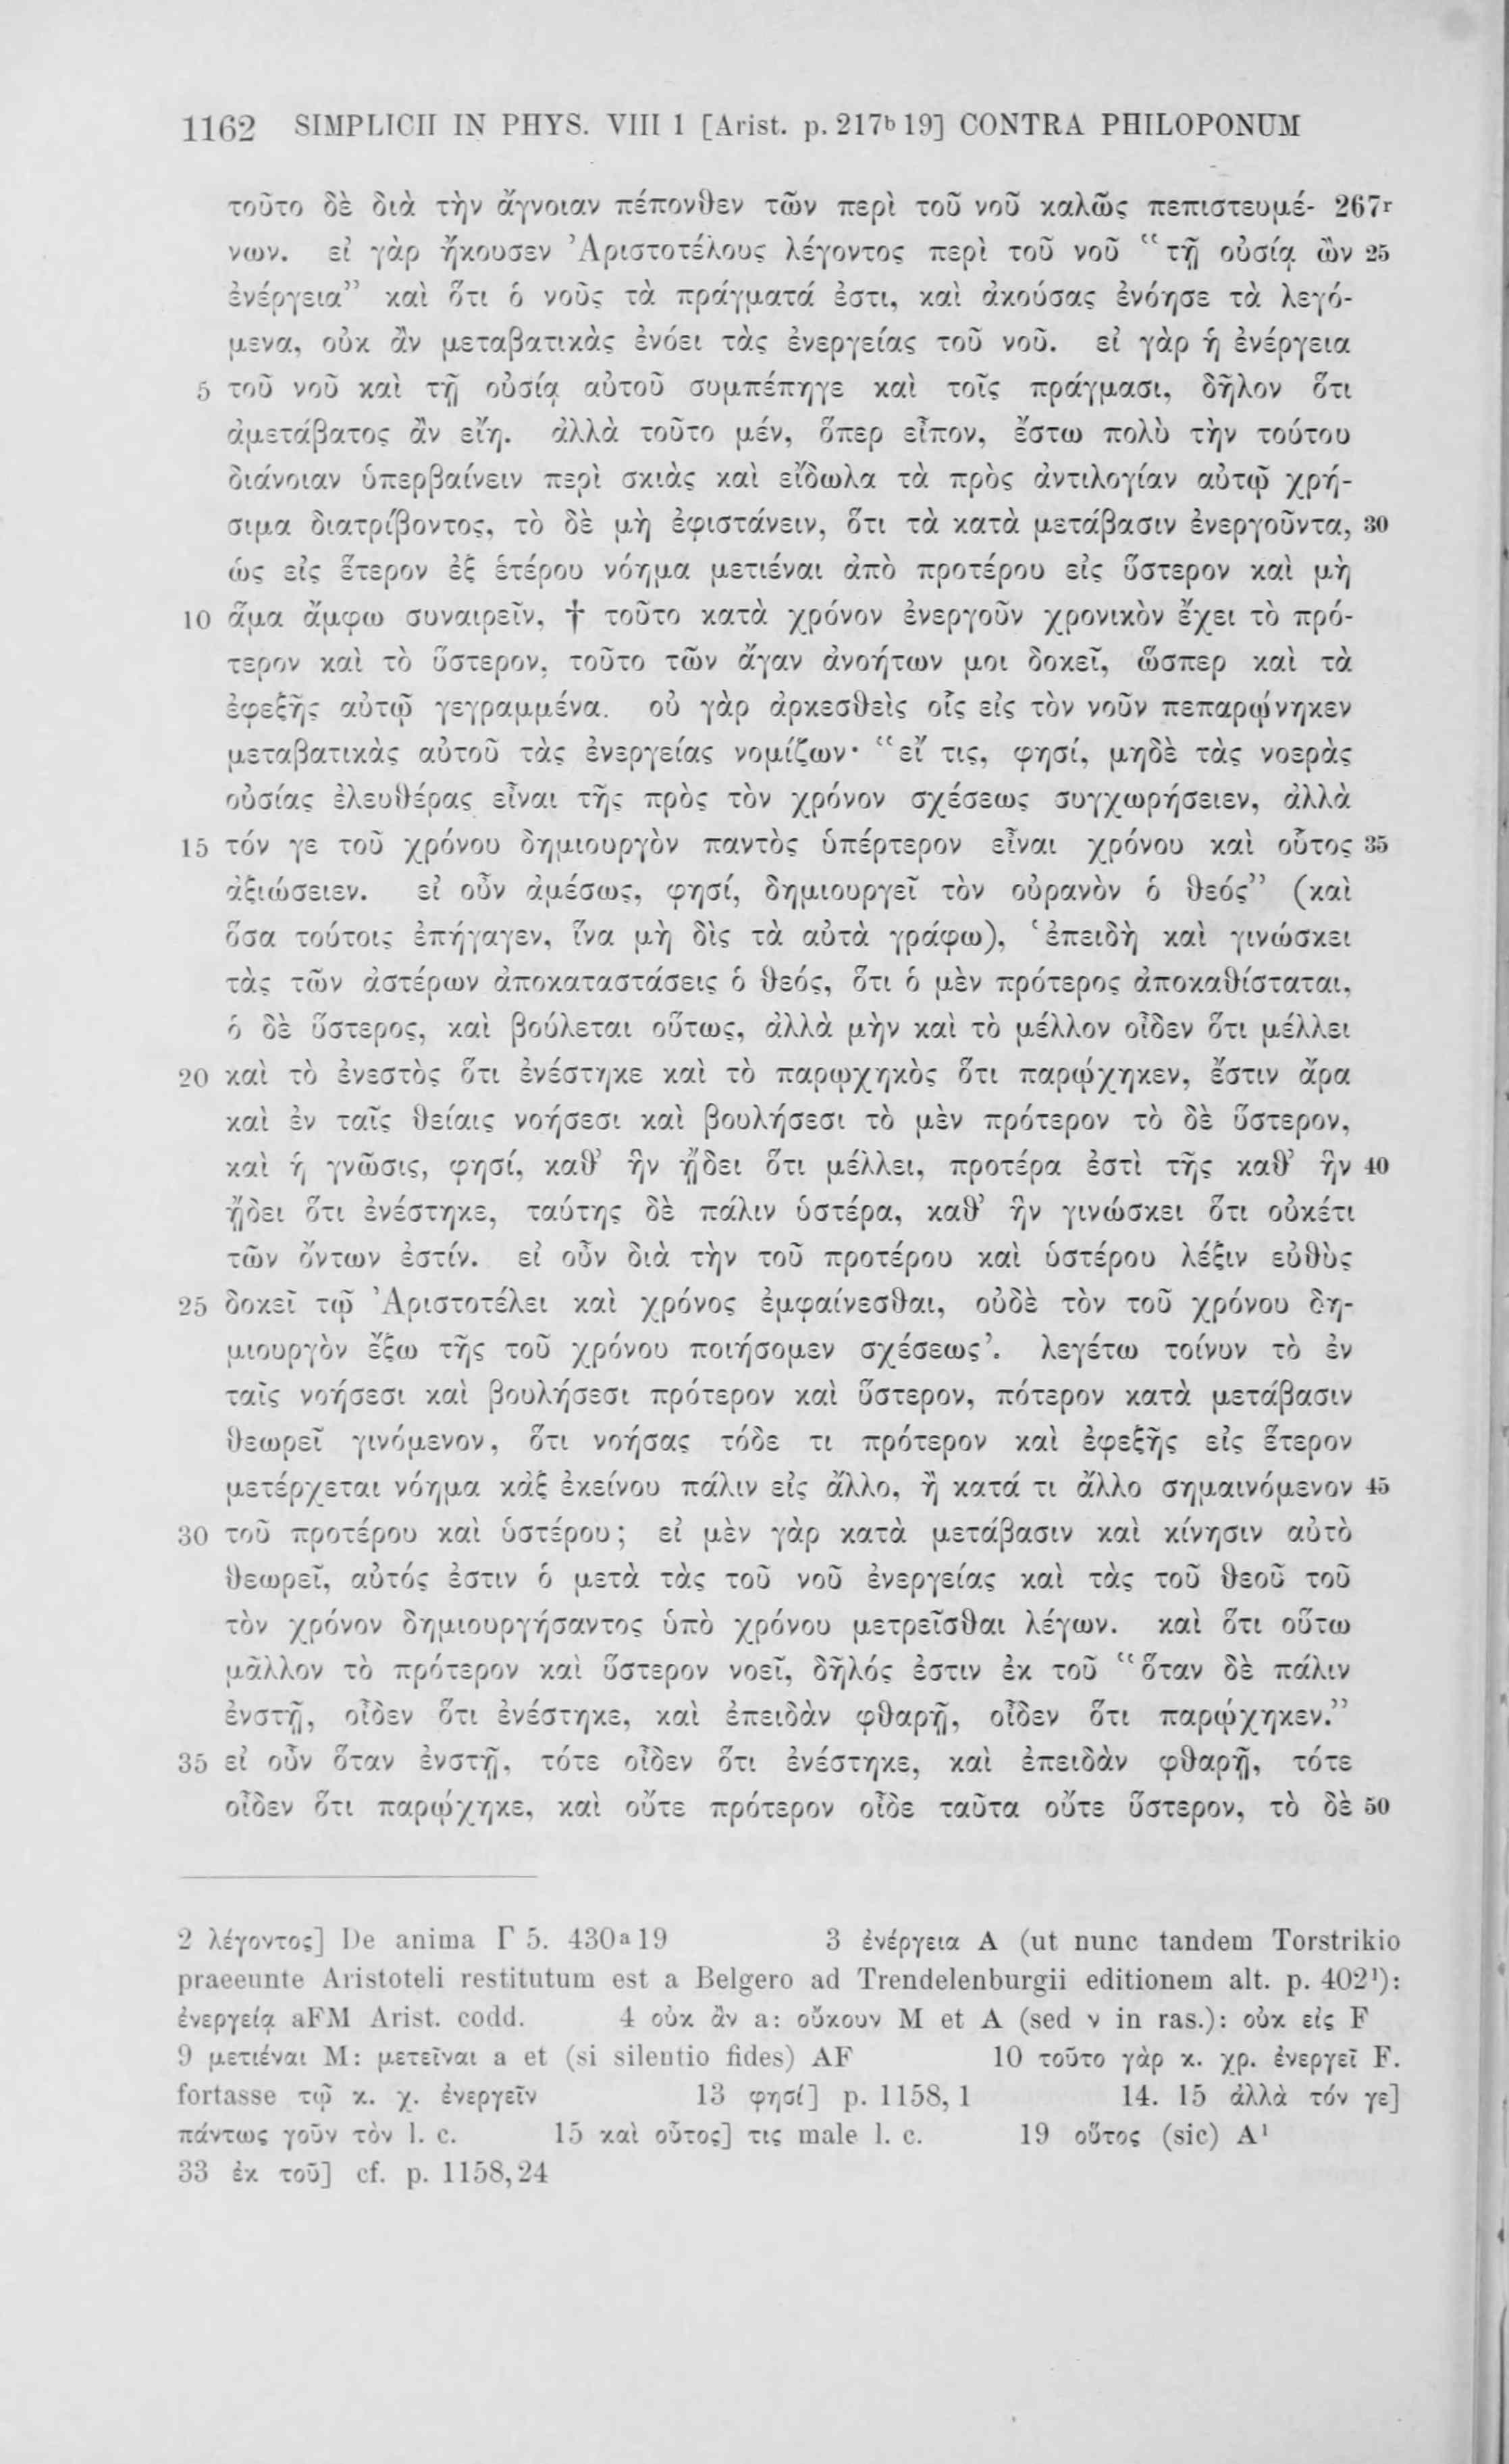 1162 SIMPLICII IN PHYS. VIII 1 [Arist. p. 217b 19] CONTRA PHILOPONUM
τοῦτο δὲ διὰ τὴν ἄγνοιαν πέπονθεν τῶν περὶ τοῦ νοῦ καλῶς πεπιστευμέ- 267r
νων. εἰ γὰρ ἤκουσεν Ἀριστοτέλους λέγοντος περὶ τοῦ νοῦ “τῇ οὐσίᾳ ὢν 25
ἐνέργεια” καὶ ὅτι ὁ νοῦς τὰ πράγματά ἐστι, καὶ ἀκούσας ἐνόησε τὰ λεγό-
μενα, οὐκ ἂν μεταβατικὰς ἐνόει τὰς ἐνεργείας τοῦ νοῦ. εἰ γὰρ ἡ ἐνέργεια
5 τοῦ νοῦ καὶ τῇ οὐσίᾳ αὐτοῦ συμπέπηγε καὶ τοῖς πράγμασι, δῆλον ὅτι
ἀμετάβατος ἂν εἴη. ἀλλὰ τοῦτο μέν, ὅπερ εἶπον, ἔστω πολὺ τὴν τούτου
διάνοιαν ὑπερβαίνειν περὶ σκιὰς καὶ εἴδωλα τὰ πρὸς ἀντιλογίαν αὐτῷ χρή-
σιμα διατρίβοντος, τὸ δὲ μὴ ἐφιστάνειν, ὅτι τὰ κατὰ μετάβασιν ἐνεργοῦντα, 30
ὡς εἰς ἕτερον ἐξ ἑτέρου νόημα μετιέναι ἀπὸ προτέρου εἰς ὕστερον καὶ μὴ
10 ἅμα ἄμφω συναιρεῖν, † τοῦτο κατὰ χρόνον ἐνεργοῦν χρονικὸν ἔχει τὸ πρό-
τερον καὶ τὸ ὕστερον, τοῦτο τῶν ἄγαν ἀνοήτων μοι δοκεῖ, ὥσπερ καὶ τὰ
ἐφεξῆς αὐτῷ γεγραμμένα. οὐ γὰρ ἀρκεσθεὶς οἷς εἰς τὸν νοῦν πεπαρῴνηκεν
μεταβατικὰς αὐτοῦ τὰς ἐνεργείας νομίζων· “εἴ τις, φησί, μηδὲ τὰς νοερὰς
οὐσίας ἐλευθέρας εἶναι τῆς πρὸς τὸν χρόνον σχέσεως συγχωρήσειεν, ἀλλὰ
15 τόν γε τοῦ χρόνου δημιουργὸν παντὸς ὑπέρτερον εἶναι χρόνου καὶ οὗτος 35
ἀξιώσειεν. εἰ οὖν ἀμέσως, φησί, δημιουργεῖ τὸν οὐρανὸν ὁ θεός” (καὶ
ὅσα τούτοις ἐπήγαγεν, ἵνα μὴ δὶς τὰ αὐτὰ γράφω), ‘ἐπειδὴ καὶ γινώσκει
τὰς τῶν ἀστέρων ἀποκαταστάσεις ὁ θεός, ὅτι ὁ μὲν πρότερος ἀποκαθίσταται,
ὁ δὲ ὕστερος, καὶ βούλεται οὕτως, ἀλλὰ μὴν καὶ τὸ μέλλον οἶδεν ὅτι μέλλει
20 καὶ τὸ ἐνεστὸς ὅτι ἐνέστηκε καὶ τὸ παρῳχηκὸς ὅτι παρῴχηκεν, ἔστιν ἄρα
καὶ ἐν ταῖς θείαις νοήσεσι καὶ βουλήσεσι τὸ μὲν πρότερον τὸ δὲ ὕστερον,
καὶ ἡ γνῶσις, φησί, καθ’ ἣν ᾔδει ὅτι μέλλει, προτέρα ἐστὶ τῆς καθ’ ἣν 40
ᾔδει ὅτι ἐνέστηκε, ταύτης δὲ πάλιν ὑστέρα, καθ’ ἣν γινώσκει ὅτι οὐκέτι
τῶν ὄντων ἐστίν. εἰ οὖν διὰ τὴν τοῦ προτέρου καὶ ὑστέρου λέξιν εὐθὺς
25 δοκεῖ τῷ Ἀριστοτέλει καὶ χρόνος ἐμφαίνεσθαι, οὐδὲ τὸν τοῦ χρόνου δη-
μιουργὸν ἔξω τῆς τοῦ χρόνου ποιήσομεν σχέσεως’. λεγέτω τοίνυν τὸ ἐν
ταῖς νοήσεσι καὶ βουλήσεσι πρότερον καὶ ὕστερον, πότερον κατὰ μετάβασιν
θεωρεῖ γινόμενον, ὅτι νοήσας τόδε τι πρότερον καὶ ἐφεξῆς εἰς ἕτερον
μετέρχεται νόημα κἀξ ἐκείνου πάλιν εἰς ἄλλο, ἢ κατά τι ἄλλο σημαινόμενον 45
30 τοῦ προτέρου καὶ ὑστέρου; εἰ μὲν γὰρ κατὰ μετάβασιν καὶ κίνησιν αὐτὸ
θεωρεῖ, αὐτός ἐστιν ὁ μετὰ τὰς τοῦ νοῦ ἐνεργείας καὶ τὰς τοῦ θεοῦ τοῦ
τὸν χρόνον δημιουργήσαντος ὑπὸ χρόνου μετρεῖσθαι λέγων. καὶ ὅτι οὕτω
μᾶλλον τὸ πρότερον καὶ ὕστερον νοεῖ, δῆλός ἐστιν ἐκ τοῦ “ὅταν δὲ πάλιν
ἐνστῇ, οἶδεν ὅτι ἐνέστηκε, καὶ ἐπειδὰν φθαρῇ, οἶδεν ὅτι παρῴχηκεν.”
35 εἰ οὖν ὅταν ἐνστῇ, τότε οἶδεν ὅτι ἐνέστηκε, καὶ ἐπειδὰν φθαρῇ, τότε
οἶδεν ὅτι παρῴχηκε, καὶ οὔτε πρότερον οἶδε ταῦτα οὔτε ὕστερον, τὸ δὲ 50
2 λέγοντος] De anima Γ 5. 430a19 3 ἐνέργεια A (ut nunc tandem Torstrikio
praeeunte Aristoteli restitutum est a Belgero ad Trendelenburgii editionem alt. p. 402¹):
ἐνεργείᾳ aFM Arist. codd. 4 οὐκ ἂν a: οὔκουν M et A (sed ν in ras.): οὐκ εἰς F
9 μετιέναι M: μετεῖναι a et (si silentio fides) AF 10 τοῦτο γὰρ κ. χρ. ἐνεργεῖ F.
fortasse τῷ κ. χ. ἐνεργεῖν 13 φησί] p. 1158, 1 14. 15 ἀλλὰ τόν γε]
πάντως γοῦν τὸν l. c. 15 καὶ οὗτος] τις male l. c. 19 οὕτος (sic) A¹
33 ἐκ τοῦ] cf. p. 1158,24